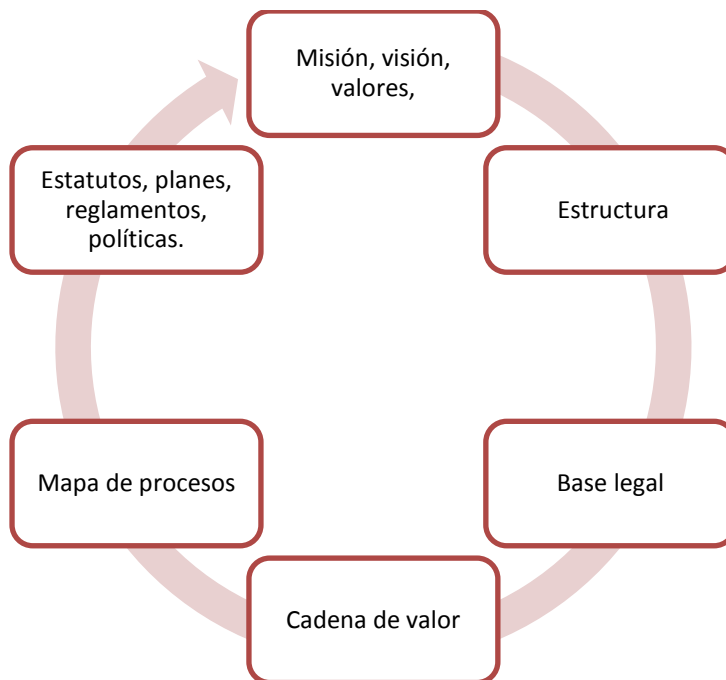 Misión, visión,
valores,
Estructura
Base legal
Cadena de valor
Mapa de procesos
Estatutos, planes,
reglamentos,
políticas.